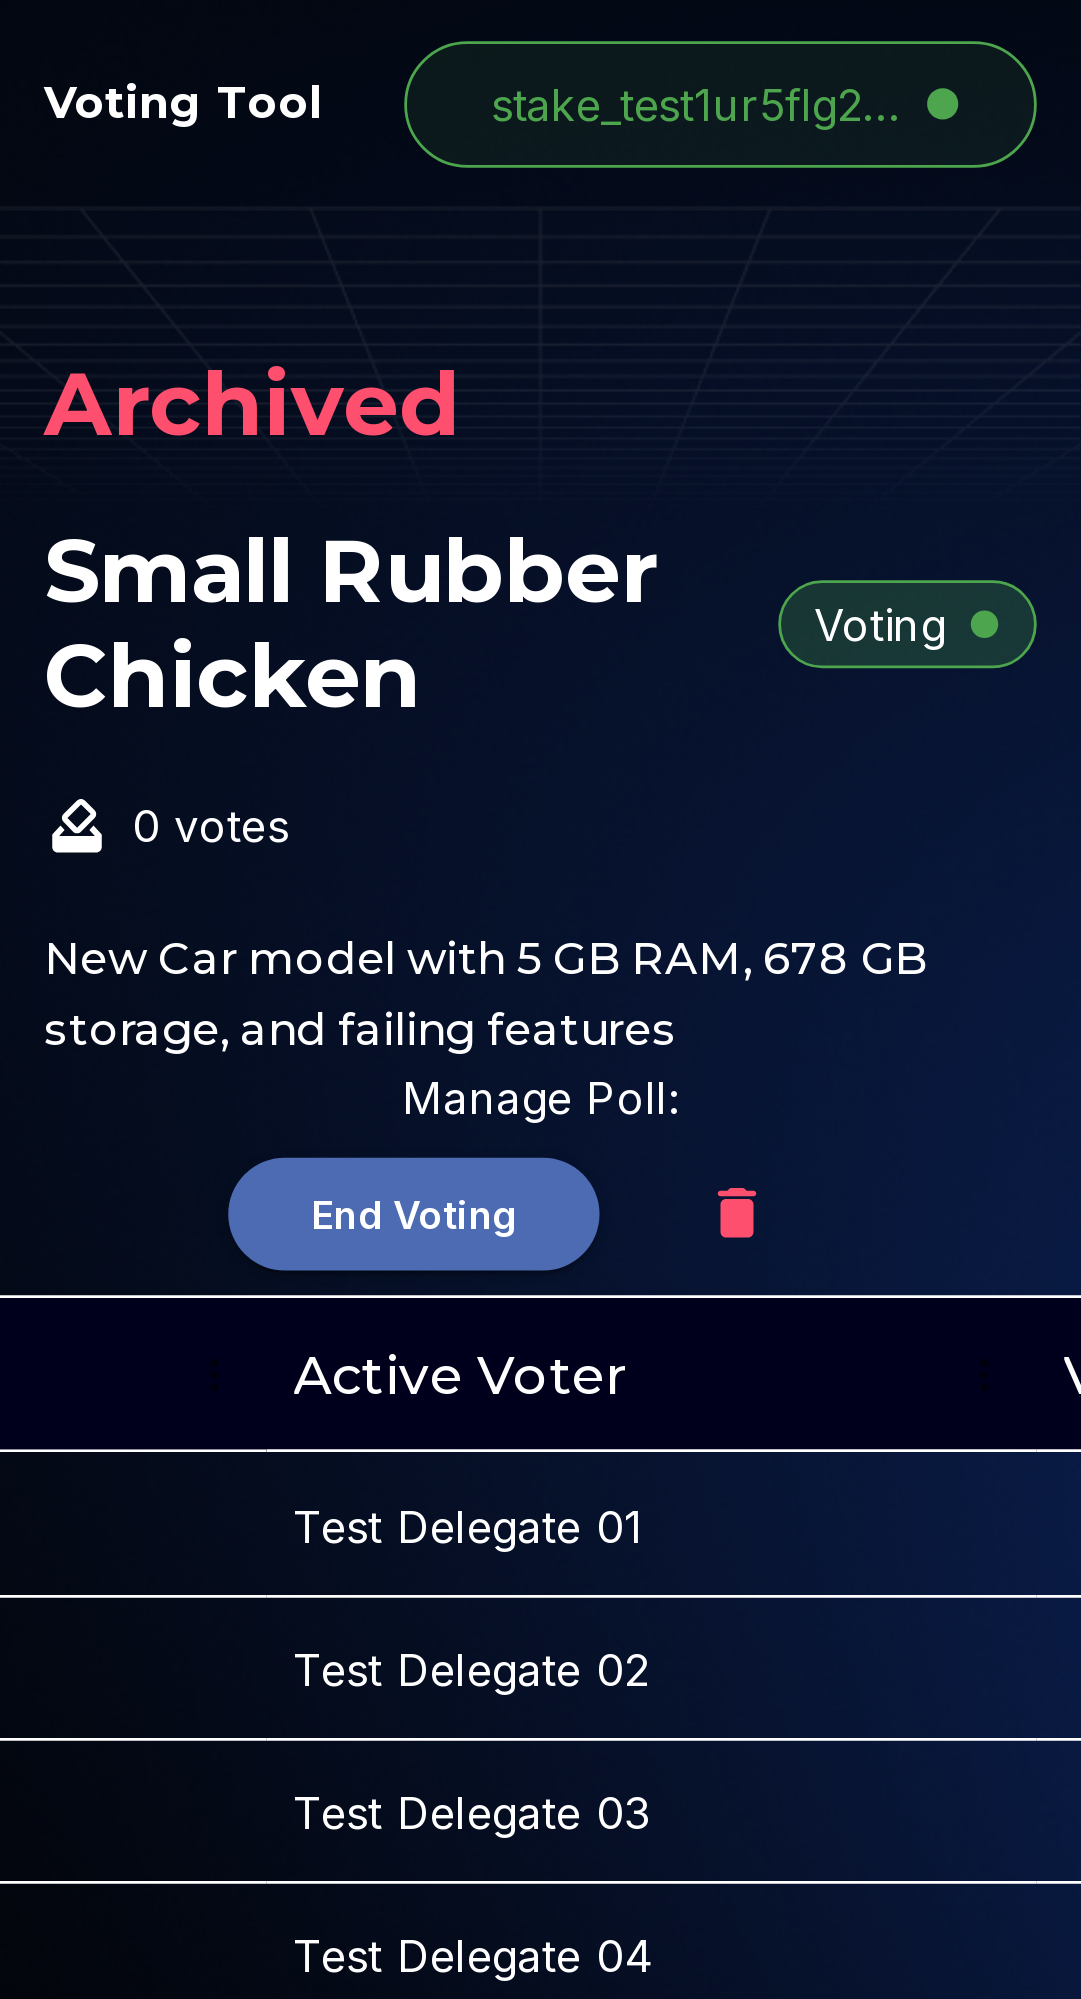 Voting Tool
stake_test1ur5flg2...
Archived
Small Rubber
Chicken
Voting
0 votes
New Car model with 5 GB RAM, 678 GB
storage, and failing features
Manage Poll:
End Voting
Active Voter
Test Delegate 01
Test Delegate 02
Test Delegate 03
Test Delegate 04